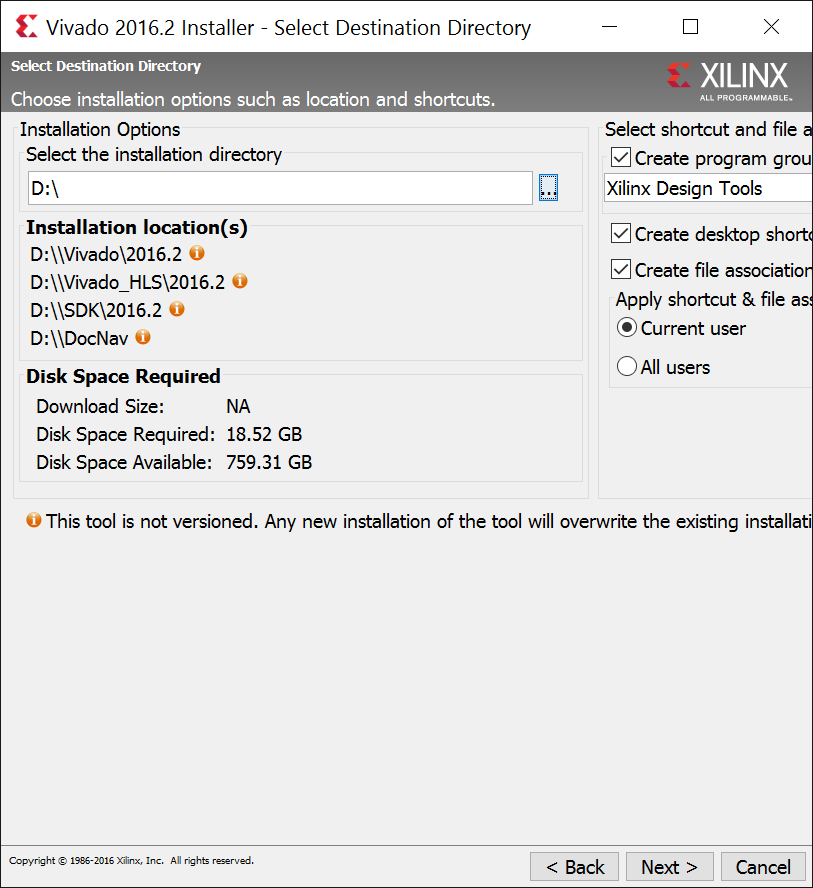 Vivado 2016.2 Installer - Select Destination Directory
Select Destination Directory
Choose installation options such as location and shortcuts.
XILINX
ALL PROGRAMMABLE™
Installation Options
Select the installation directory
D:\
...
Installation location(s)
D:\\Vivado\2016.2
D:\\Vivado_HLS\2016.2
D:\\SDK\2016.2
D:\\DocNav
Disk Space Required
Download Size: NA
Disk Space Required: 18.52 GB
Disk Space Available: 759.31 GB
Select shortcut and file a
Create program grou
Xilinx Design Tools
Create desktop shortc
Create file association
Apply shortcut & file ass
Current user
All users
This tool is not versioned. Any new installation of the tool will overwrite the existing installati
Copyright © 1986-2016 Xilinx, Inc. All rights reserved.
< Back
Next >
Cancel